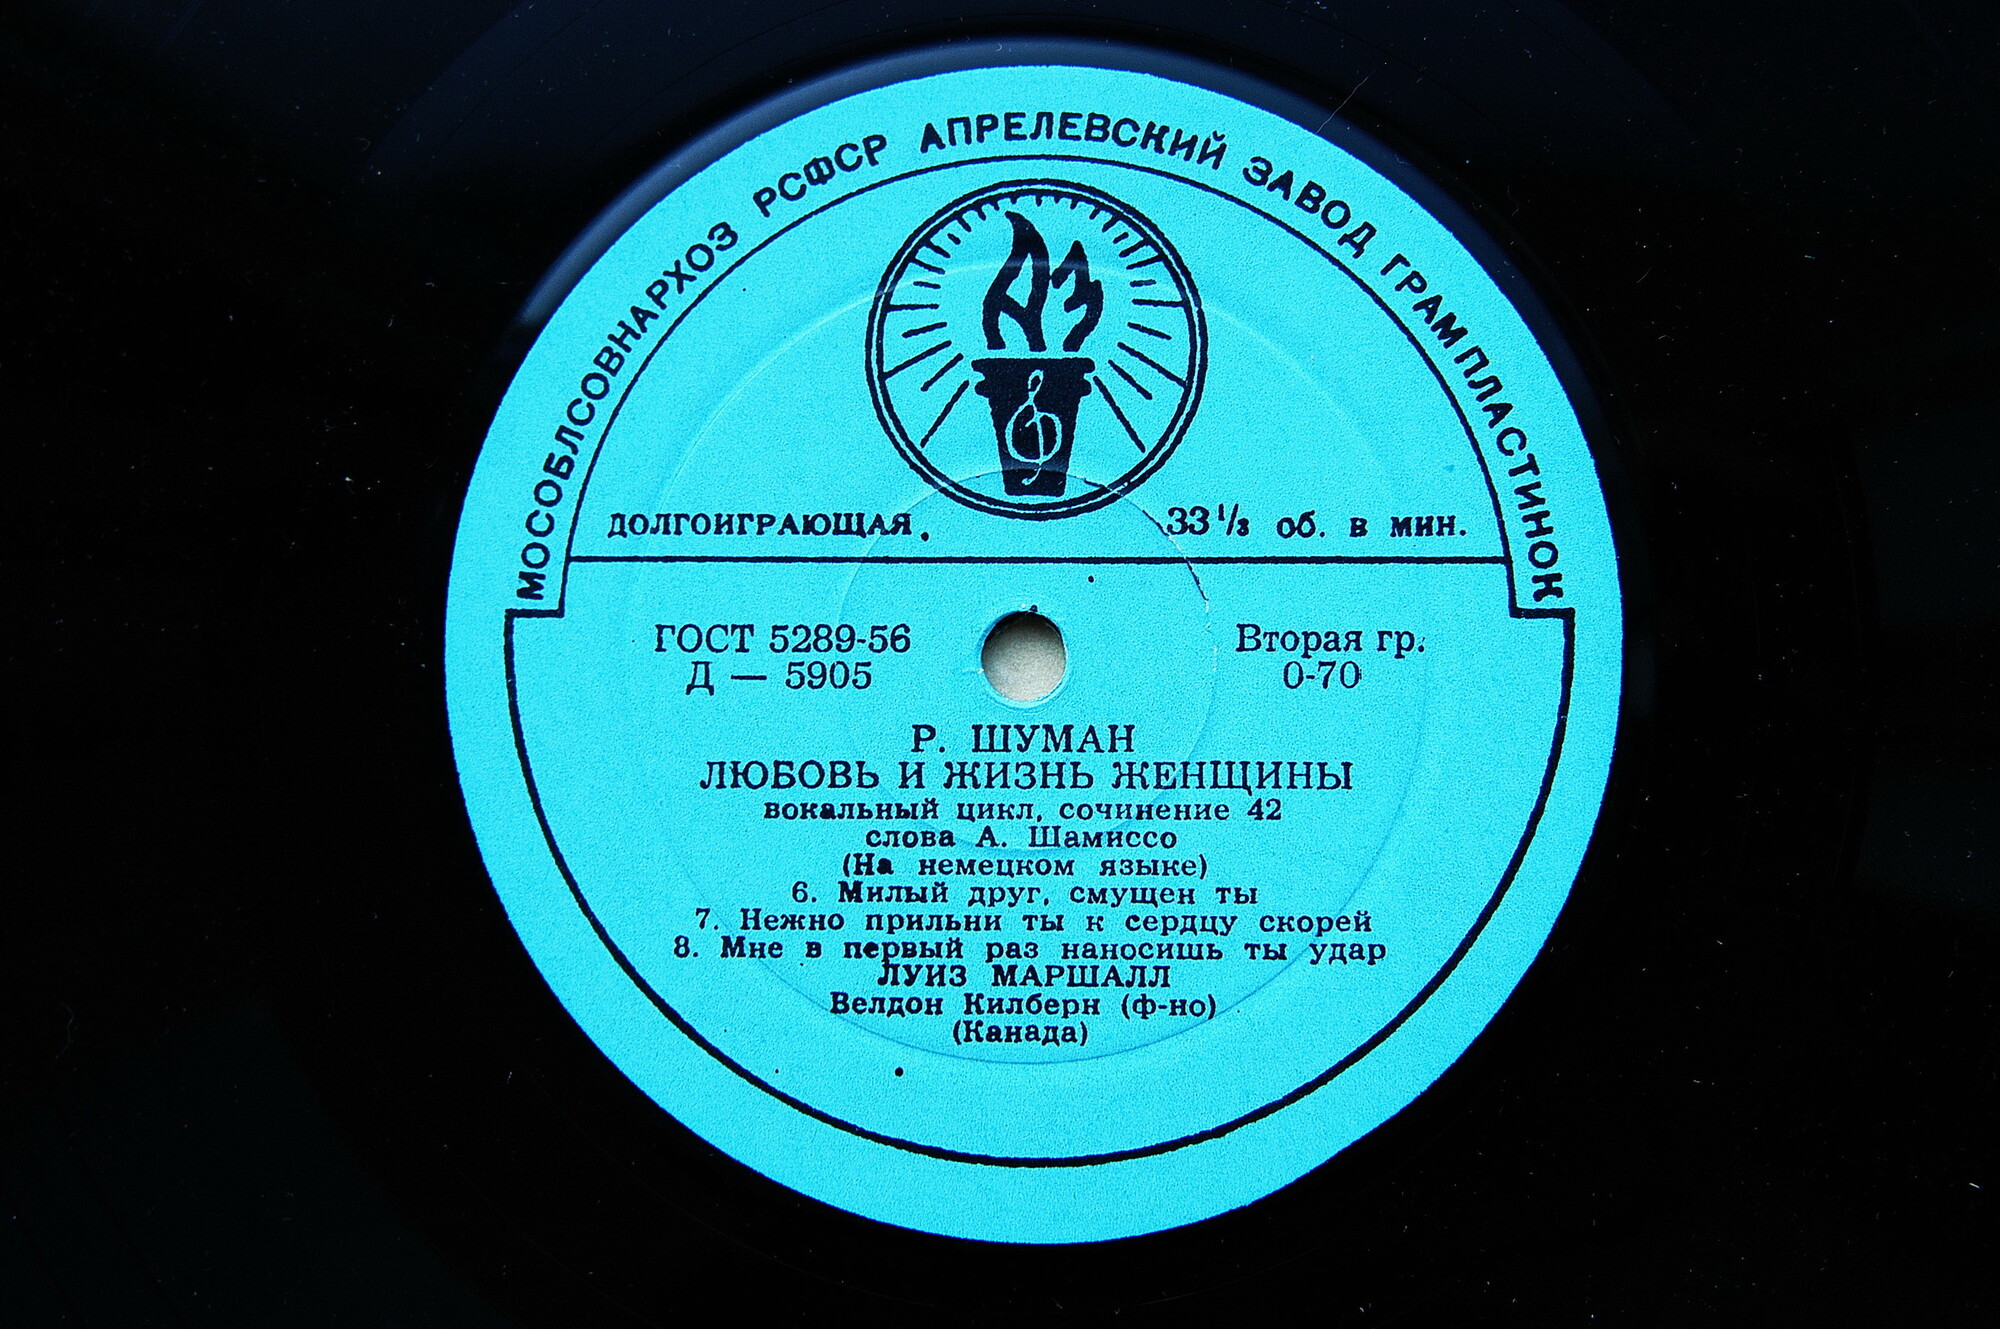 МОСОБЛСОВНАРХОЗ РСФСР АПРЕЛЕВСКИЙ ЗАВОД ГРАМПЛАСТИНОК
АЗ
ДОЛГОИГРАЮЩАЯ. 33⅓ об. в мин.
ГОСТ 5289-56 Вторая гр.
Д — 5905 0-70
Р. ШУМАН
ЛЮБОВЬ И ЖИЗНЬ ЖЕНЩИНЫ
вокальный цикл, сочинение 42
слова А. Шамиссо
(На немецком языке)
6. Милый друг, смущен ты
7. Нежно прильни ты к сердцу скорей
8. Мне в первый раз наносишь ты удар
ЛУИЗ МАРШАЛЛ
Велдон Килберн (ф-но)
(Канада)